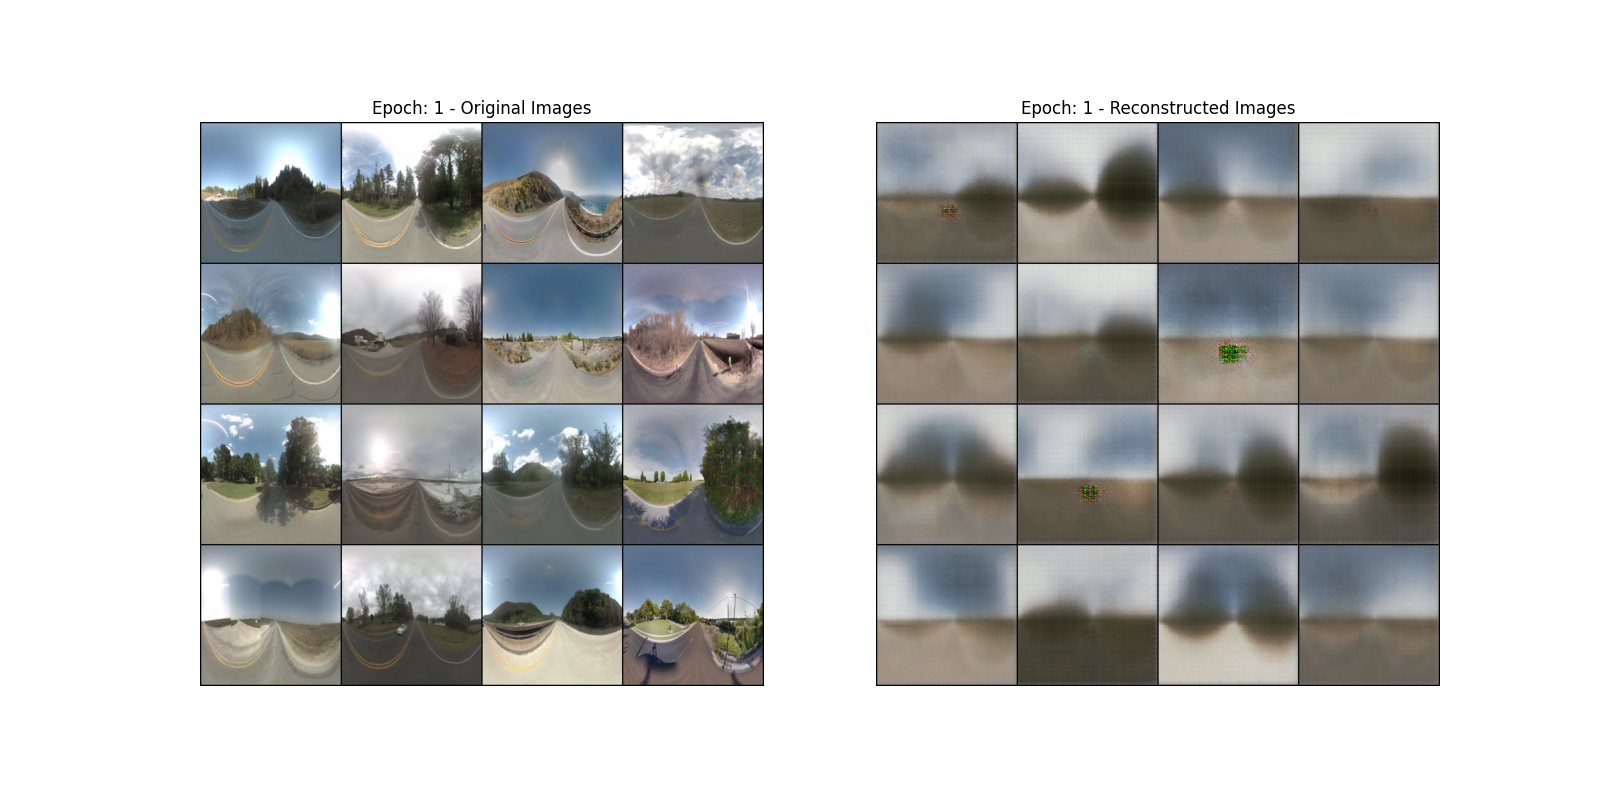 Epoch: 1 - Original Images
Epoch: 1 - Reconstructed Images